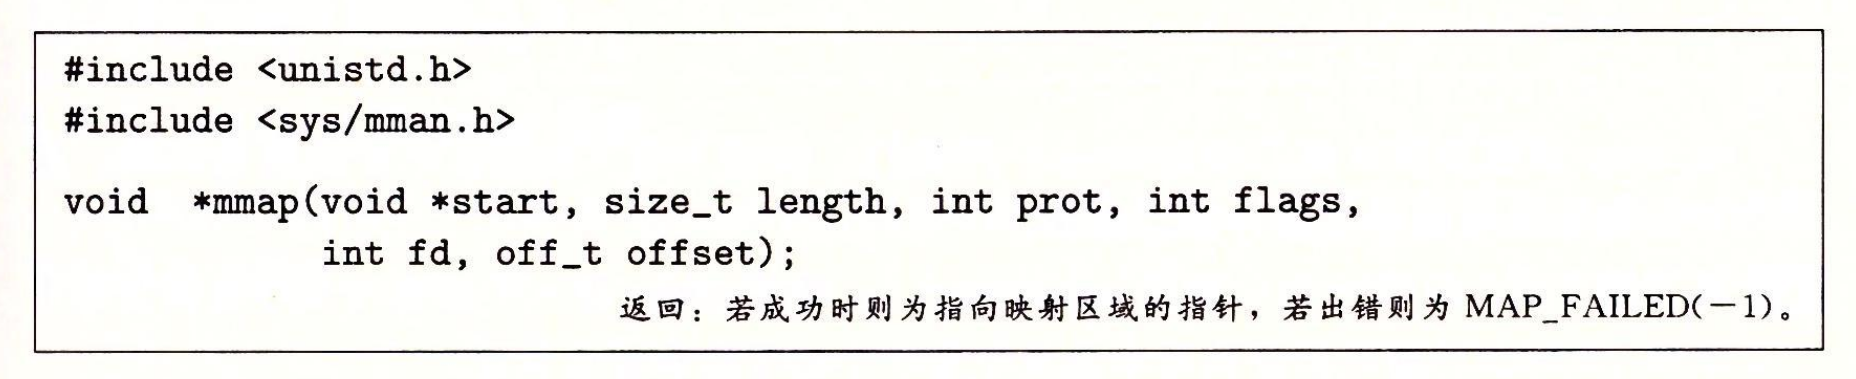 #include <unistd.h>
#include <sys/mman.h>
void  *mmap(void *start, size_t length, int prot, int flags,
            int fd, off_t offset);
返回：若成功时则为指向映射区域的指针，若出错则为 MAP_FAILED(－1)。